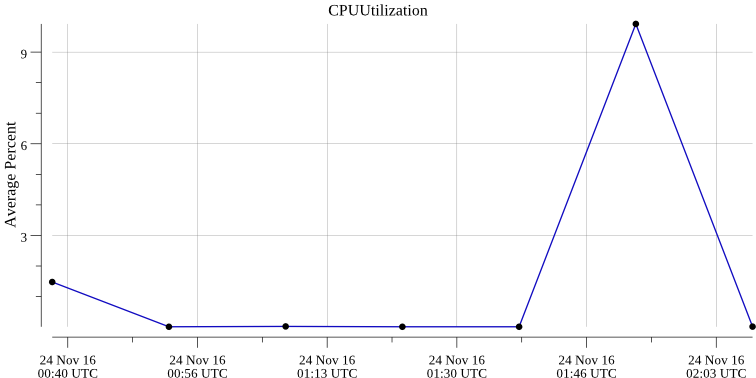 CPUUtilization
Average Percent
9
6
3
24 Nov 16
00:40 UTC
24 Nov 16
00:56 UTC
24 Nov 16
01:13 UTC
24 Nov 16
01:30 UTC
24 Nov 16
01:46 UTC
24 Nov 16
02:03 UTC